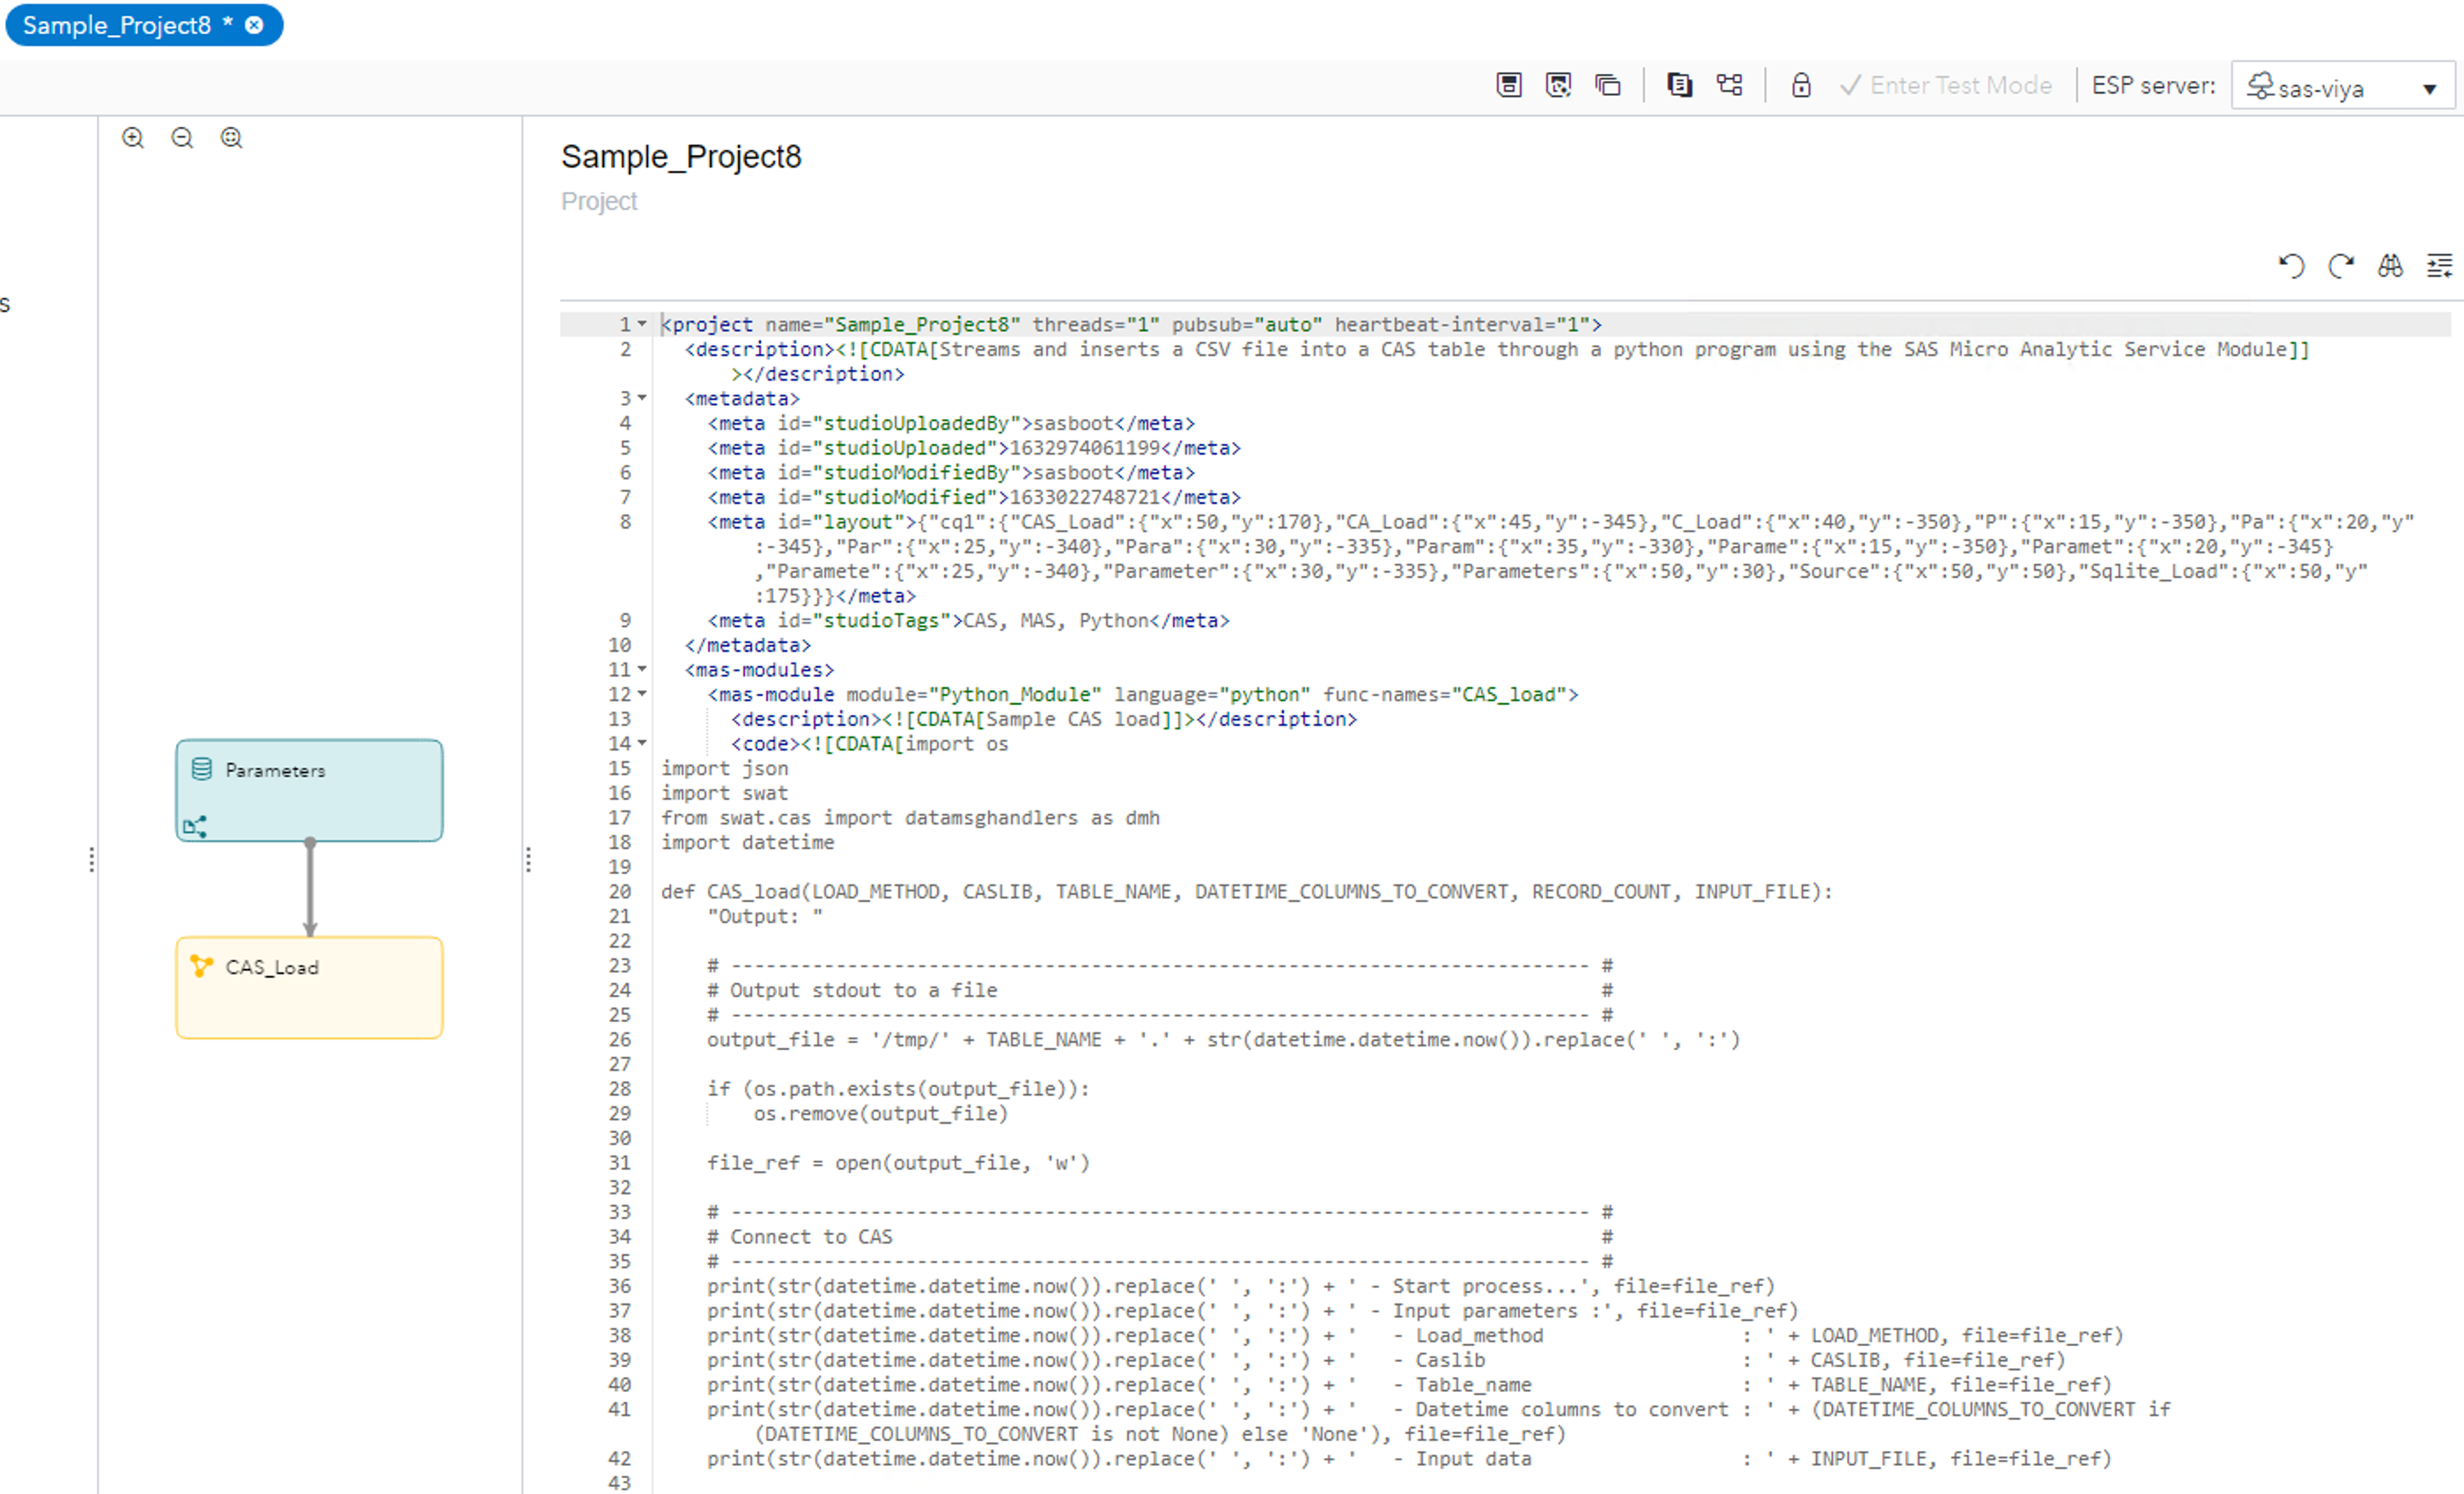 Sample_Project8 *
Enter Test Mode
ESP server:
sas-viya
s
Parameters
CAS_Load
Sample_Project8
Project
1 <project name="Sample_Project8" threads="1" pubsub="auto" heartbeat-interval="1">
2 <description><![CDATA[Streams and inserts a CSV file into a CAS table through a python program using the SAS Micro Analytic Service Module]]
></description>
3 <metadata>
4 <meta id="studioUploadedBy">sasboot</meta>
5 <meta id="studioUploaded">1632974061199</meta>
6 <meta id="studioModifiedBy">sasboot</meta>
7 <meta id="studioModified">1633022748721</meta>
8 <meta id="layout">{"cq1":{"CAS_Load":{"x":50,"y":170},"CA_Load":{"x":45,"y":-345},"C_Load":{"x":40,"y":-350},"P":{"x":15,"y":-350},"Pa":{"x":20,"y"
:-345},"Par":{"x":25,"y":-340},"Para":{"x":30,"y":-335},"Param":{"x":35,"y":-330},"Parame":{"x":15,"y":-350},"Paramet":{"x":20,"y":-345}
,"Paramete":{"x":25,"y":-340},"Parameter":{"x":30,"y":-335},"Parameters":{"x":50,"y":30},"Source":{"x":50,"y":50},"Sqlite_Load":{"x":50,"y"
:175}}}</meta>
9 <meta id="studioTags">CAS, MAS, Python</meta>
10 </metadata>
11 <mas-modules>
12 <mas-module module="Python_Module" language="python" func-names="CAS_load">
13 <description><![CDATA[Sample CAS load]]></description>
14 <code><![CDATA[import os
15 import json
16 import swat
17 from swat.cas import datamsghandlers as dmh
18 import datetime
19
20 def CAS_load(LOAD_METHOD, CASLIB, TABLE_NAME, DATETIME_COLUMNS_TO_CONVERT, RECORD_COUNT, INPUT_FILE):
21 "Output: "
22
23 # -------------------------------------------------------------------------- #
24 # Output stdout to a file #
25 # -------------------------------------------------------------------------- #
26 output_file = '/tmp/' + TABLE_NAME + '.' + str(datetime.datetime.now()).replace(' ', ':')
27
28 if (os.path.exists(output_file)):
29 os.remove(output_file)
30
31 file_ref = open(output_file, 'w')
32
33 # -------------------------------------------------------------------------- #
34 # Connect to CAS #
35 # -------------------------------------------------------------------------- #
36 print(str(datetime.datetime.now()).replace(' ', ':') + ' - Start process...', file=file_ref)
37 print(str(datetime.datetime.now()).replace(' ', ':') + ' - Input parameters :', file=file_ref)
38 print(str(datetime.datetime.now()).replace(' ', ':') + ' - Load_method : ' + LOAD_METHOD, file=file_ref)
39 print(str(datetime.datetime.now()).replace(' ', ':') + ' - Caslib : ' + CASLIB, file=file_ref)
40 print(str(datetime.datetime.now()).replace(' ', ':') + ' - Table_name : ' + TABLE_NAME, file=file_ref)
41 print(str(datetime.datetime.now()).replace(' ', ':') + ' - Datetime columns to convert : ' + (DATETIME_COLUMNS_TO_CONVERT if
(DATETIME_COLUMNS_TO_CONVERT is not None) else 'None'), file=file_ref)
42 print(str(datetime.datetime.now()).replace(' ', ':') + ' - Input data : ' + INPUT_FILE, file=file_ref)
43